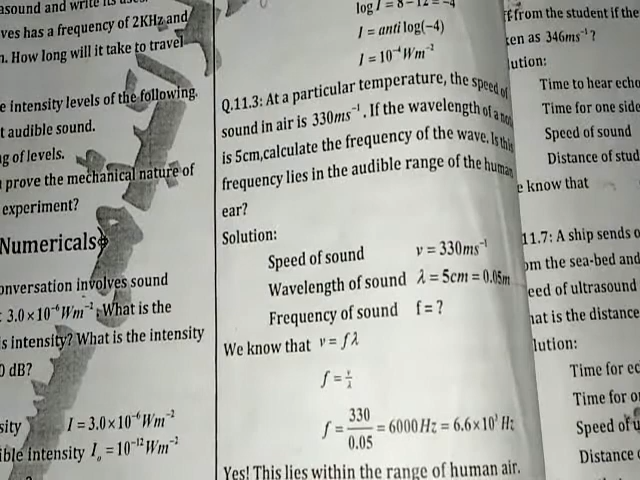 asound and write its
ves has a frequency of 2KHz and
. How long will it take to travel
e intensity levels of the following.
t audible sound.
g of levels.
prove the mechanical nature of
experiment?
Numericals
onversation involves sound
3.0×10⁻⁶Wm⁻². What is the
s intensity? What is the intensity
0 dB?
sity I = 3.0×10⁻⁶Wm⁻²
ible intensity Iₒ = 10⁻¹²Wm⁻²
log I = 8 − 12 = −4
I = anti log(−4)
I = 10⁻⁴Wm⁻²
Q.11.3: At a particular temperature, the speed of
sound in air is 330ms⁻¹. If the wavelength of a
is 5cm,calculate the frequency of the wave. Is this
frequency lies in the audible range of the human
ear?
Solution:
Speed of sound v = 330ms⁻¹
Wavelength of sound λ = 5cm = 0.05m
Frequency of sound f = ?
We know that v = fλ
f = v/λ
f = 330/0.05 = 6000 Hz = 6.6×10³ Hz
Yes! This lies within the range of human air.
from the student if the
en as 346ms⁻¹?
lution:
Time to hear echo
Time for one side
Speed of sound
Distance of stud
e know that
11.7: A ship sends o
om the sea-bed and
eed of ultrasound
hat is the distance
lution:
Time for ec
Time for o
Speed of u
Distance